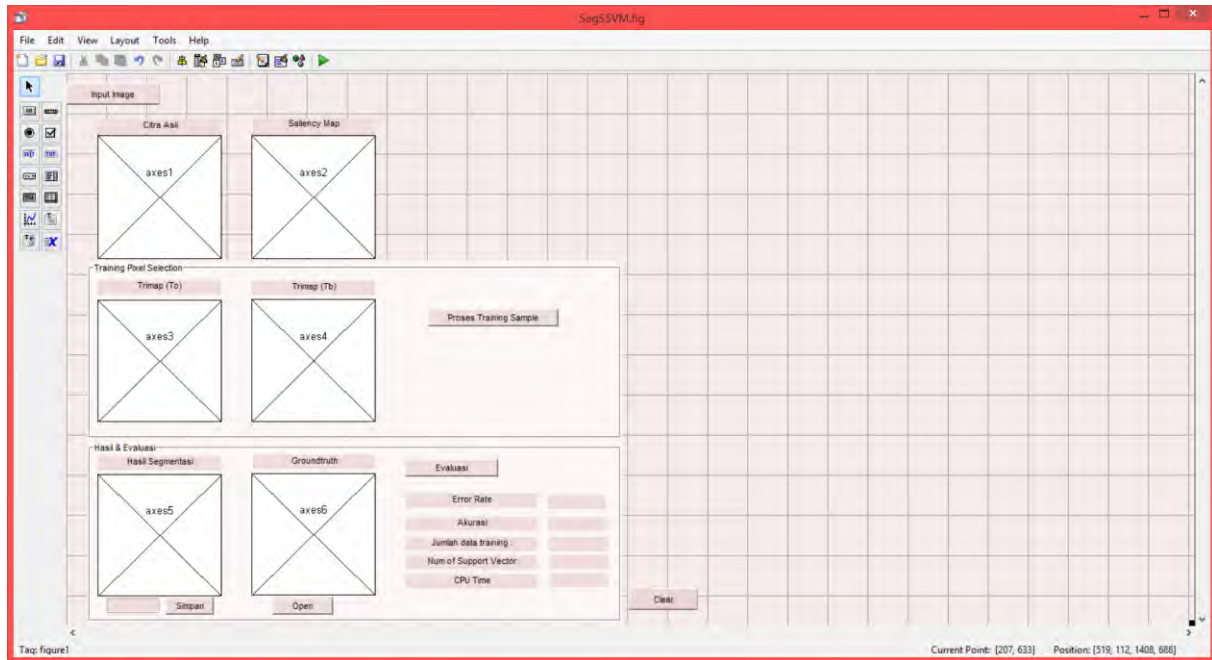 SegSSVM.fig
File Edit View Layout Tools Help
Input Image
Citra Asli Saliency Map
axes1 axes2
Training Pixel Selection
Trimap (To) Trimap (Tb)
axes3 axes4
Proses Training Sample
Hasil & Evaluasi
Hasil Segmentasi Groundtruth
Evaluasi
axes5 axes6
Error Rate
Akurasi
Jumlah data training :
Num of Support Vector
CPU Time
Simpan Open
Clear
Tag: figure1 Current Point: [207, 633] Position: [519, 112, 1408, 688]